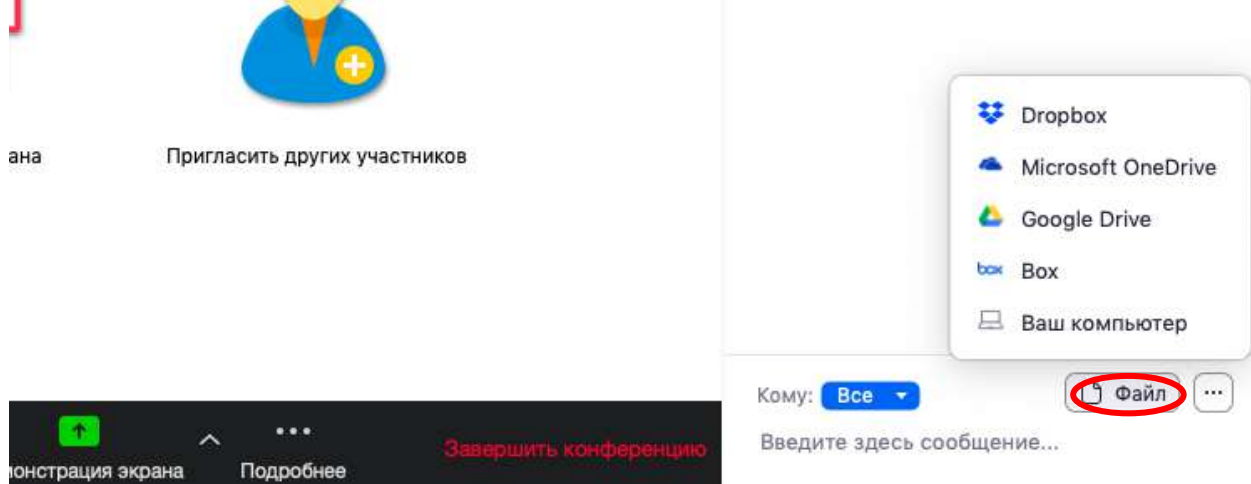 ана
Пригласить других участников
Dropbox
Microsoft OneDrive
Google Drive
box Box
Ваш компьютер
Кому: Все
Файл
Введите здесь сообщение...
монстрация экрана
Подробнее
Завершить конференцию